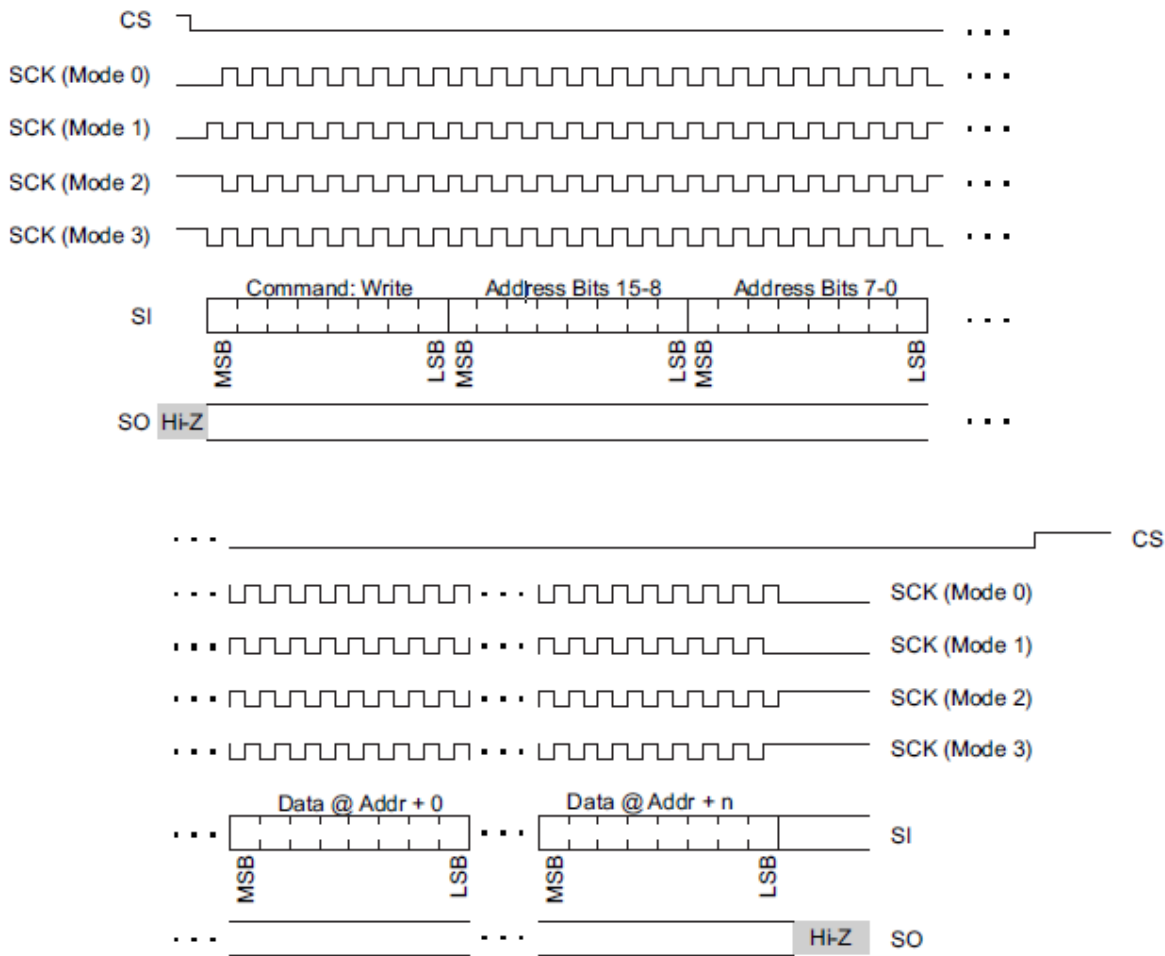 CS
SCK (Mode 0)
SCK (Mode 1)
SCK (Mode 2)
SCK (Mode 3)
Command: Write Address Bits 15-8 Address Bits 7-0
SI
MSB LSB MSB LSB MSB LSB
SO Hi-Z
CS
SCK (Mode 0)
SCK (Mode 1)
SCK (Mode 2)
SCK (Mode 3)
Data @ Addr + 0 Data @ Addr + n
SI
MSB LSB MSB LSB
Hi-Z SO